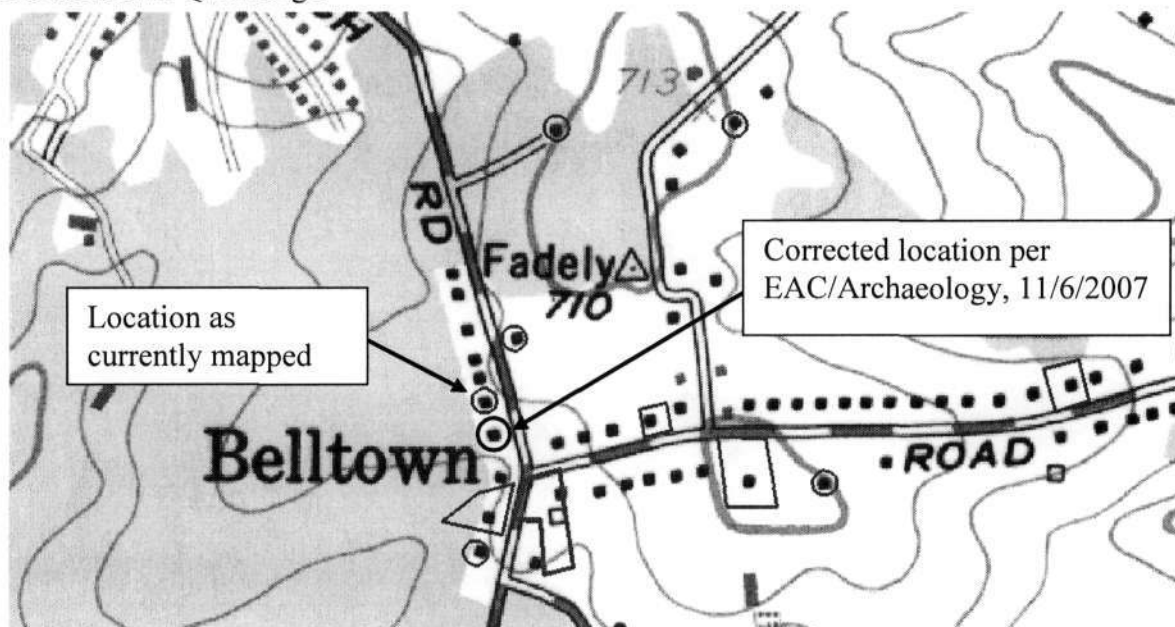 713
RD
Fadely
710
Corrected location per
EAC/Archaeology, 11/6/2007
Location as
currently mapped
Belltown
ROAD